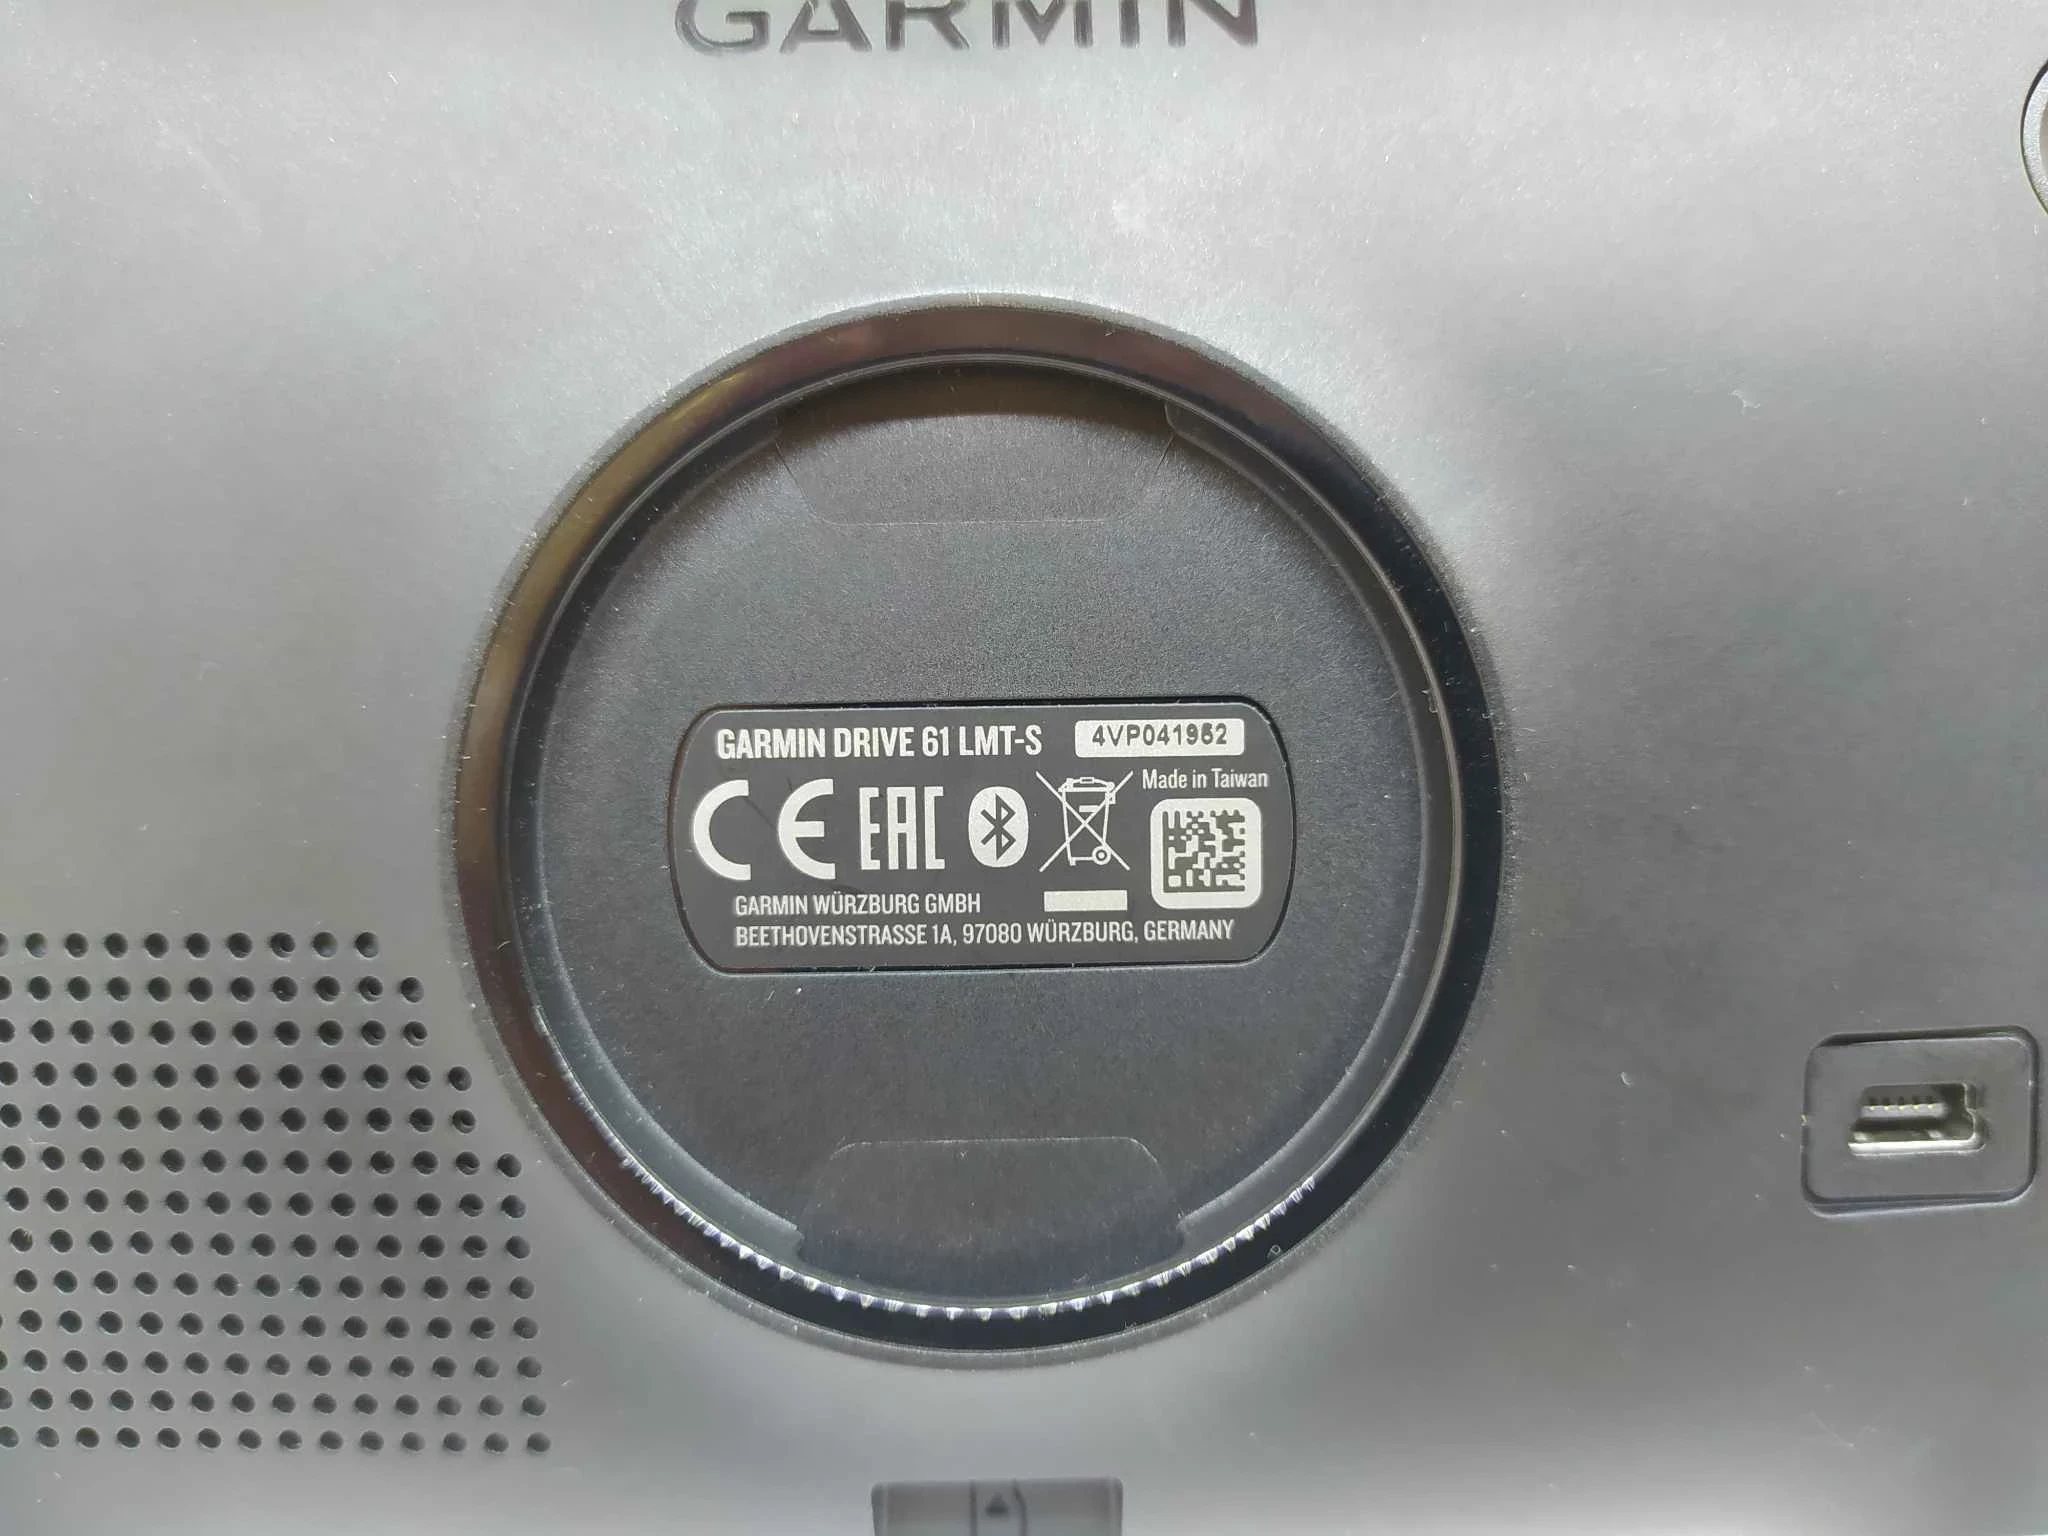 GARMIN
GARMIN DRIVE 61 LMT-S 4VP041952
Made in Taiwan
CE EAC
GARMIN WÜRZBURG GMBH
BEETHOVENSTRASSE 1A, 97080 WÜRZBURG, GERMANY